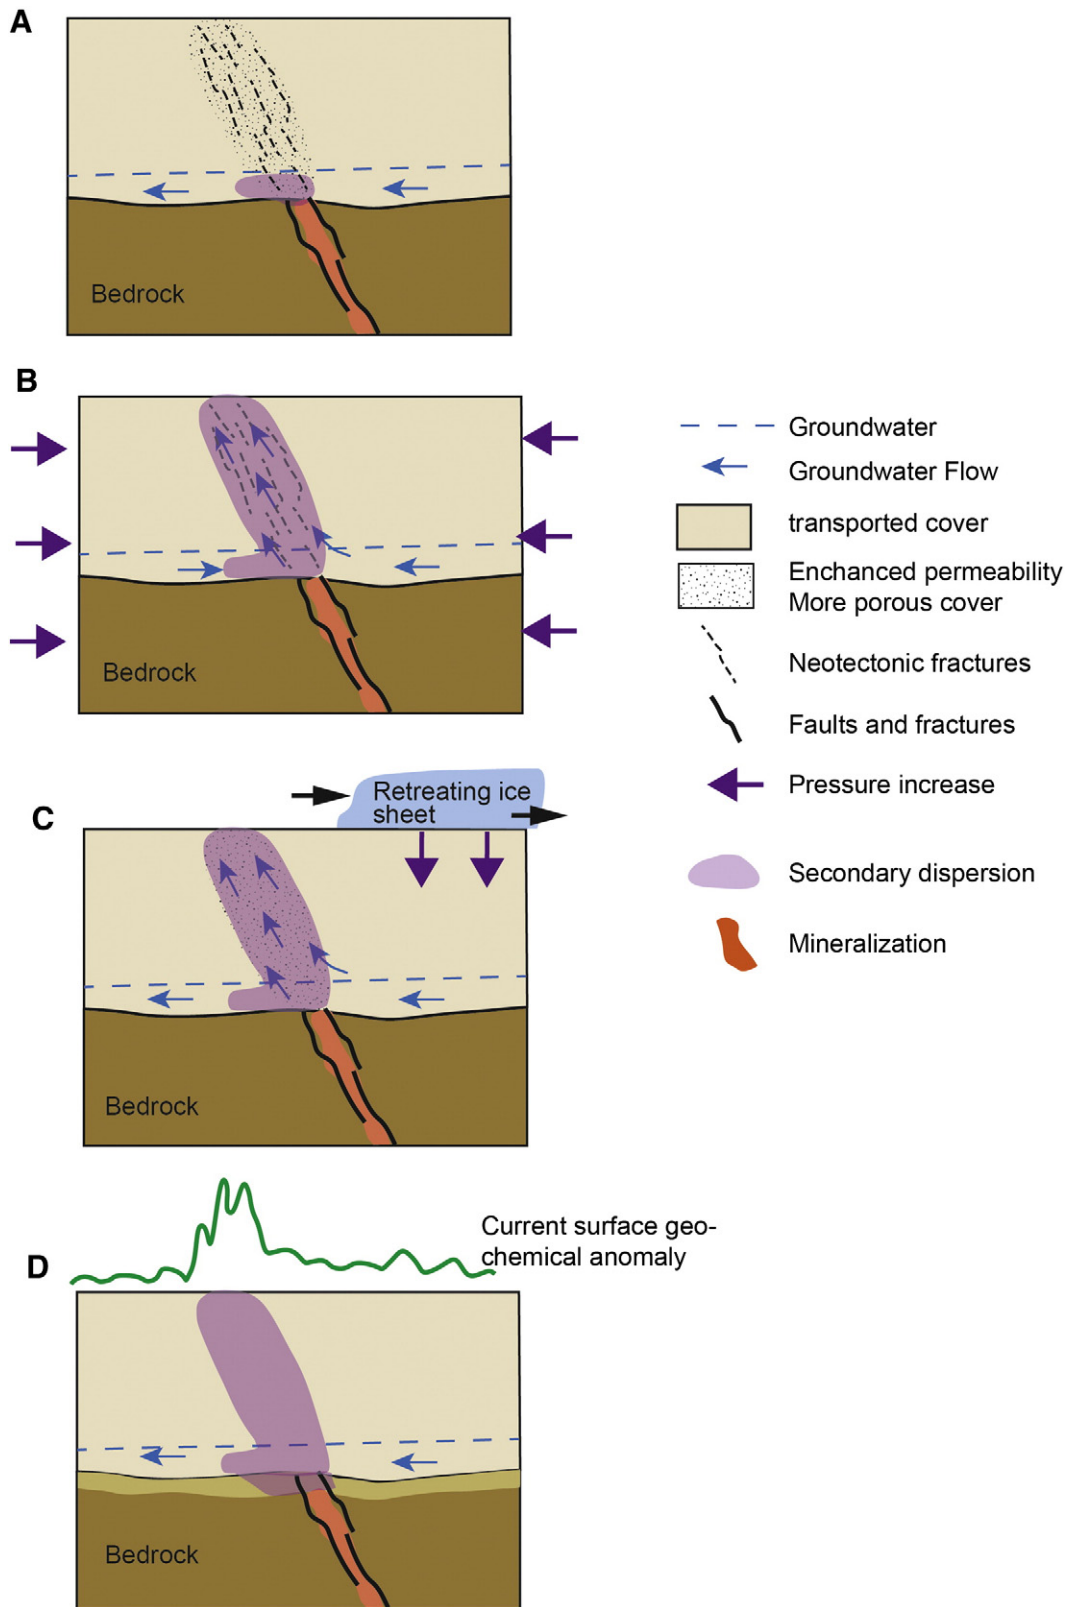 A
Bedrock
B
Bedrock
Groundwater
Groundwater Flow
transported cover
Enchanced permeability
More porous cover
Neotectonic fractures
Faults and fractures
Pressure increase
Secondary dispersion
Mineralization
C
Retreating ice
sheet
Bedrock
D
Current surface geo-
chemical anomaly
Bedrock